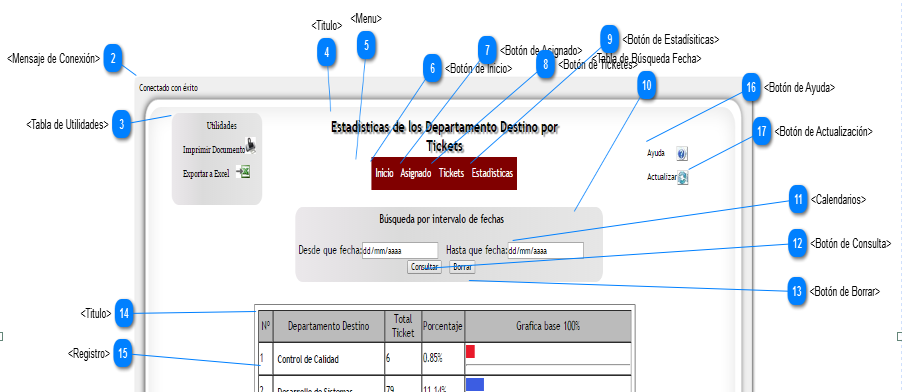 <Titulo>
4
<Menu>
5
<Mensaje de Conexión>
2
6
<Botón de Inicio>
7
<Botón de Asignado>
8
<Botón de Ticketes>
9
<Botón de Estadísiticas>
<Tabla de Búsqueda Fecha>
10
16
<Botón de Ayuda>
17
<Botón de Actualización>
Conectado con éxito
<Tabla de Utilidades>
3
Utilidades
Imprimir Documento
Exportar a Excel
Estadisticas de los Departamento Destino por
Tickets
Inicio Asignado Tickets Estadisticas
Ayuda
Actualizar
Búsqueda por intervalo de fechas
Desde que fecha: dd/mm/aaaa Hasta que fecha: dd/mm/aaaa
Consultar Borrar
11
<Calendarios>
12
<Botón de Consulta>
13
<Botón de Borrar>
<Titulo>
14
Nº Departamento Destino Total Ticket Porcentaje Grafica base 100%
<Registro>
15
1 Control de Calidad 6 0.85%
2 Desarrollo de Sistemas 79 11.14%